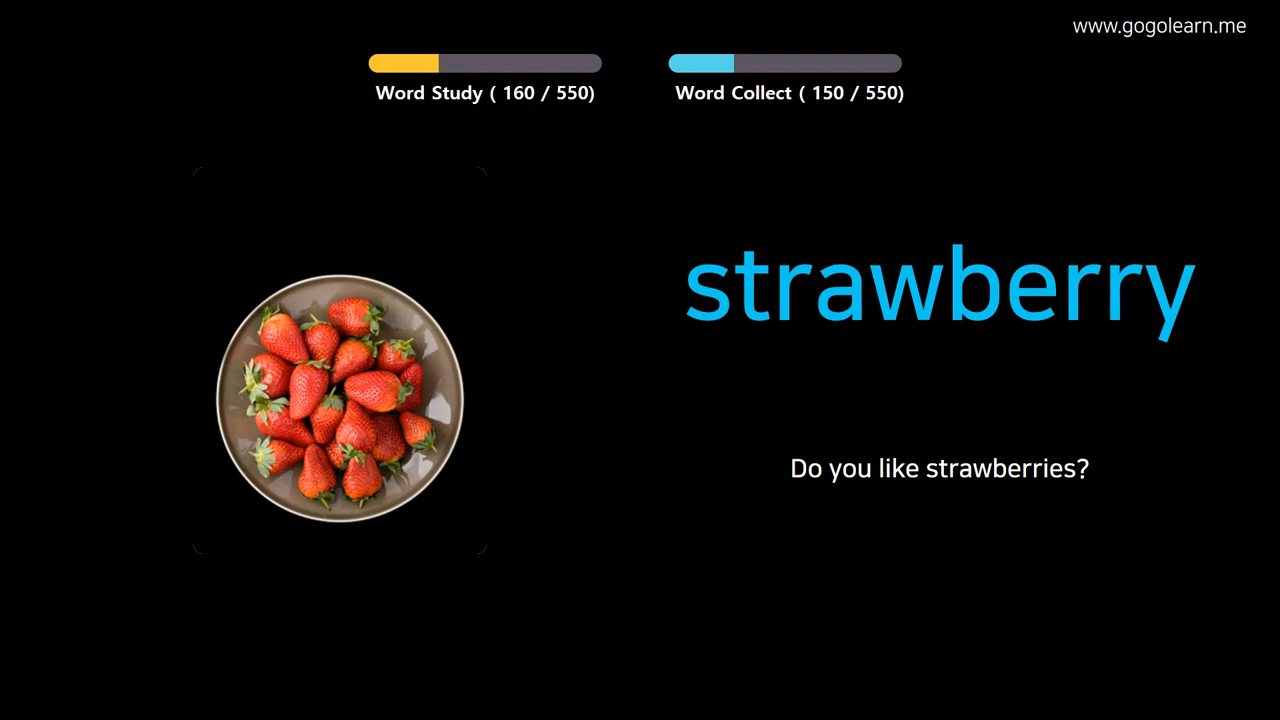 www.gogolearn.me
Word Study ( 160 / 550)
Word Collect ( 150 / 550)
strawberry
Do you like strawberries?